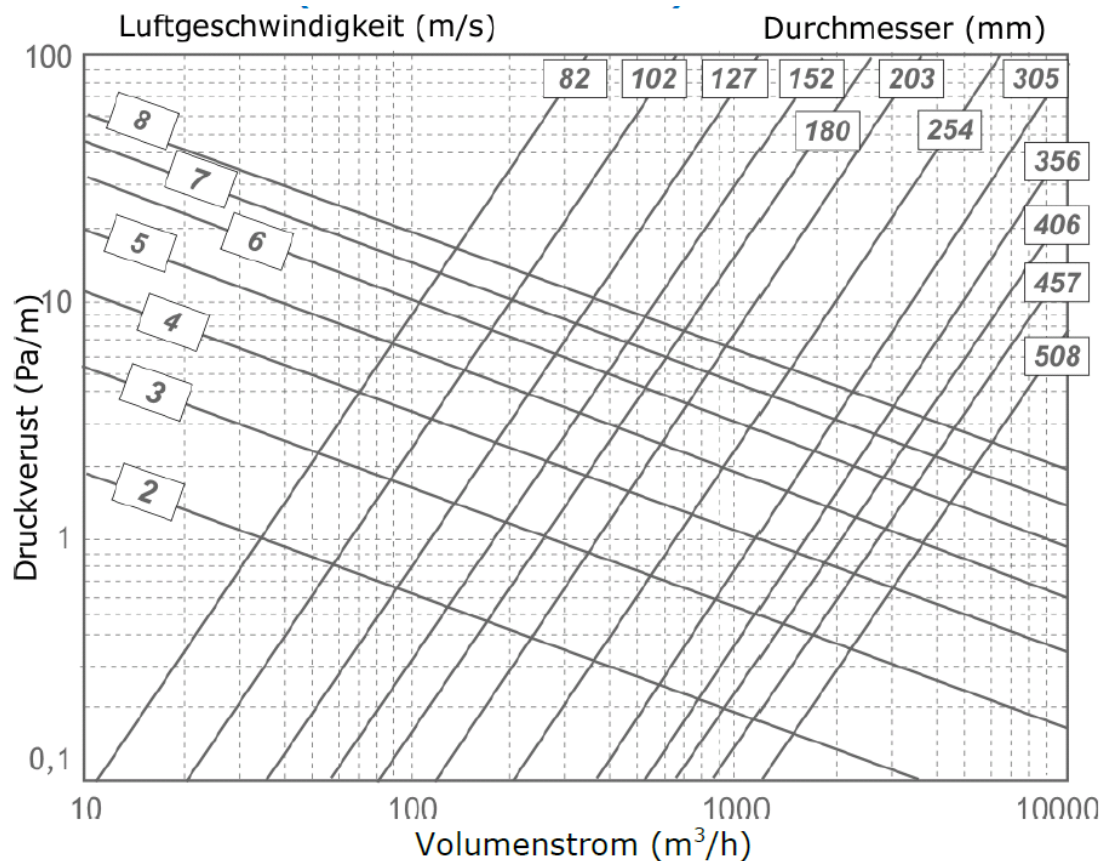 Luftgeschwindigkeit (m/s) Durchmesser (mm)
100
82 102 127 152 203 305
8 180 254
7 356
5 6 406
10 4 457
3 508
2
1
0,1
10 100 1000 10000
Druckverust (Pa/m)
Volumenstrom (m³/h)